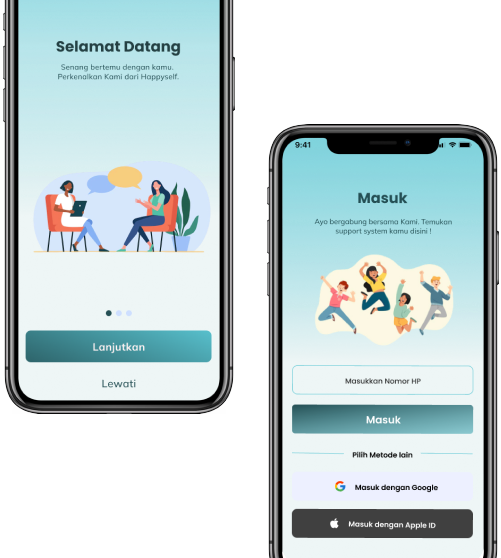 Selamat Datang
Senang bertemu dengan kamu.
Perkenalkan Kami dari Happyself.
Lanjutkan
Lewati
9:41
Masuk
Ayo bergabung bersama Kami. Temukan
support system kamu disini !
Masukkan Nomor HP
Masuk
Pilih Metode lain
Masuk dengan Google
Masuk dengan Apple ID